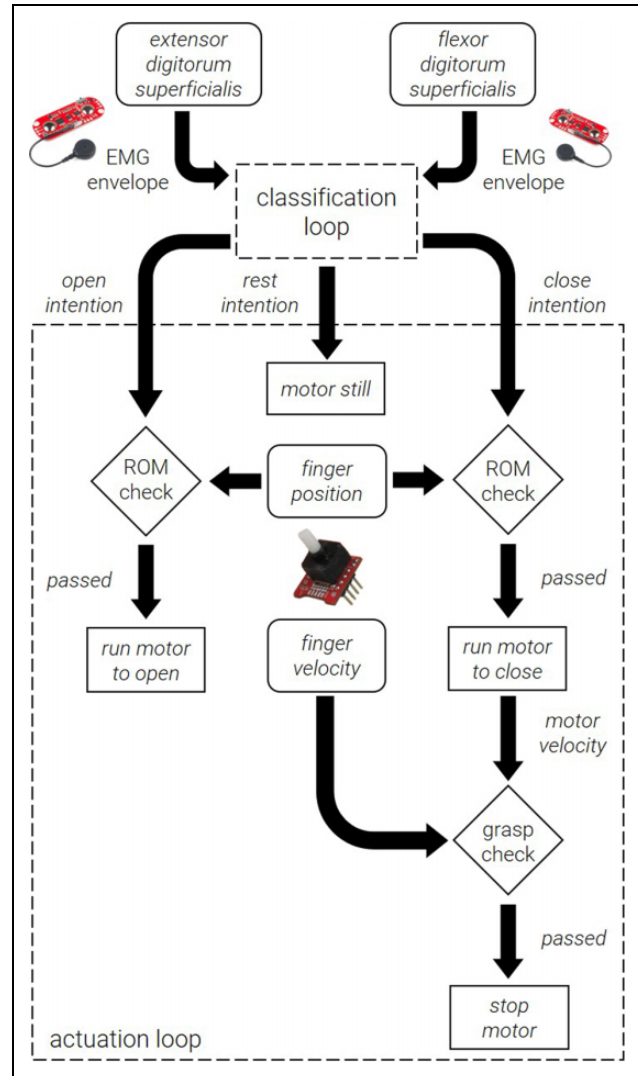 extensor
digitorum
superficialis
flexor
digitorum
superficialis
EMG
envelope
EMG
envelope
classification
loop
open
intention
rest
intention
close
intention
motor still
ROM
check
finger
position
ROM
check
passed
passed
run motor
to open
finger
velocity
run motor
to close
motor
velocity
grasp
check
passed
stop
motor
actuation loop